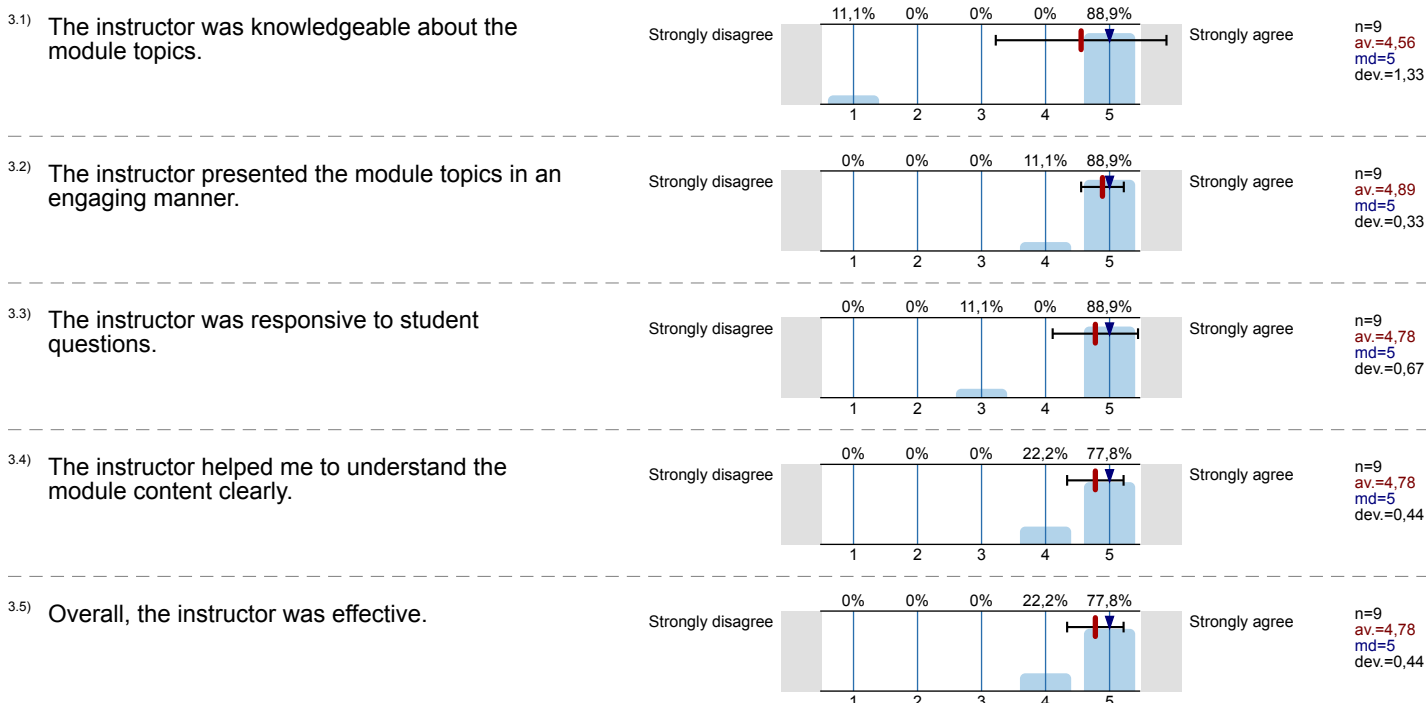 11,1% 0% 0% 0% 88,9%
3.1) The instructor was knowledgeable about the
module topics.
Strongly disagree
Strongly agree
n=9
av.=4,56
md=5
dev.=1,33
1 2 3 4 5
0% 0% 0% 11,1% 88,9%
3.2) The instructor presented the module topics in an
engaging manner.
Strongly disagree
Strongly agree
n=9
av.=4,89
md=5
dev.=0,33
1 2 3 4 5
0% 0% 11,1% 0% 88,9%
3.3) The instructor was responsive to student
questions.
Strongly disagree
Strongly agree
n=9
av.=4,78
md=5
dev.=0,67
1 2 3 4 5
0% 0% 0% 22,2% 77,8%
3.4) The instructor helped me to understand the
module content clearly.
Strongly disagree
Strongly agree
n=9
av.=4,78
md=5
dev.=0,44
1 2 3 4 5
0% 0% 0% 22,2% 77,8%
3.5) Overall, the instructor was effective.
Strongly disagree
Strongly agree
n=9
av.=4,78
md=5
dev.=0,44
1 2 3 4 5